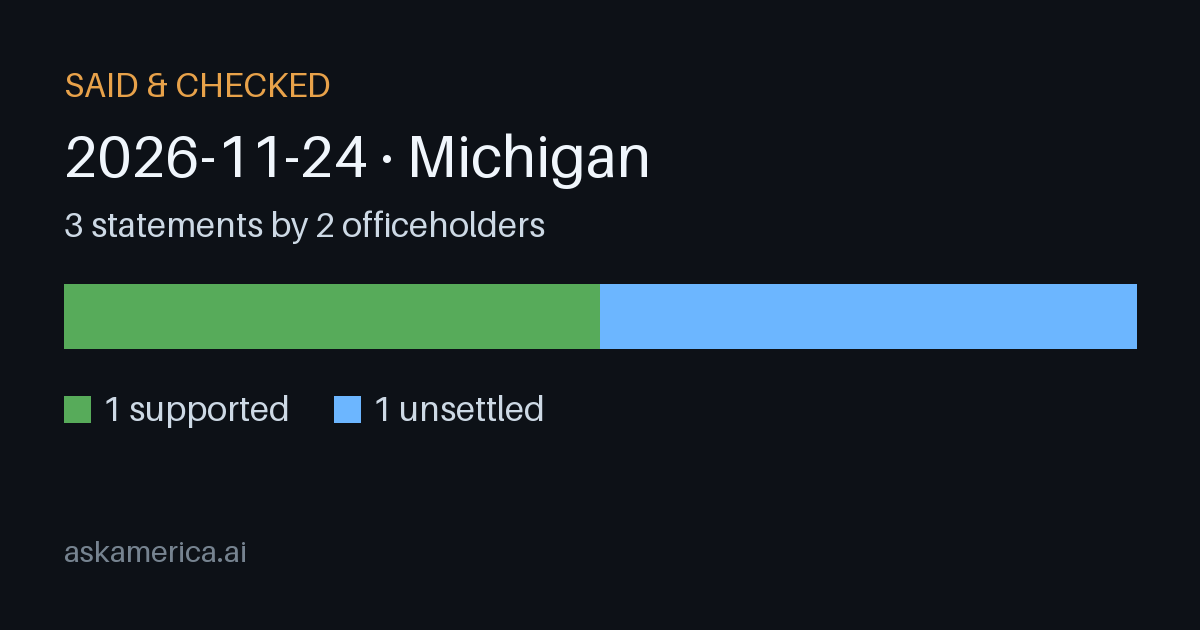 SAID & CHECKED
2026-11-24 · Michigan
3 statements by 2 officeholders
1 supported
1 unsettled
askamerica.ai